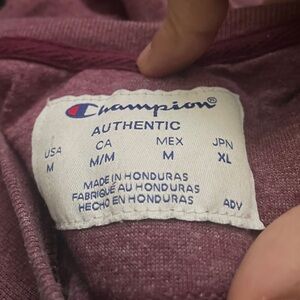 Champion®
AUTHENTIC
USA CA MEX JPN
M M/M M XL
MADE IN HONDURAS
FABRIQUÉ AU HONDURAS
HECHO EN HONDURAS
ADV